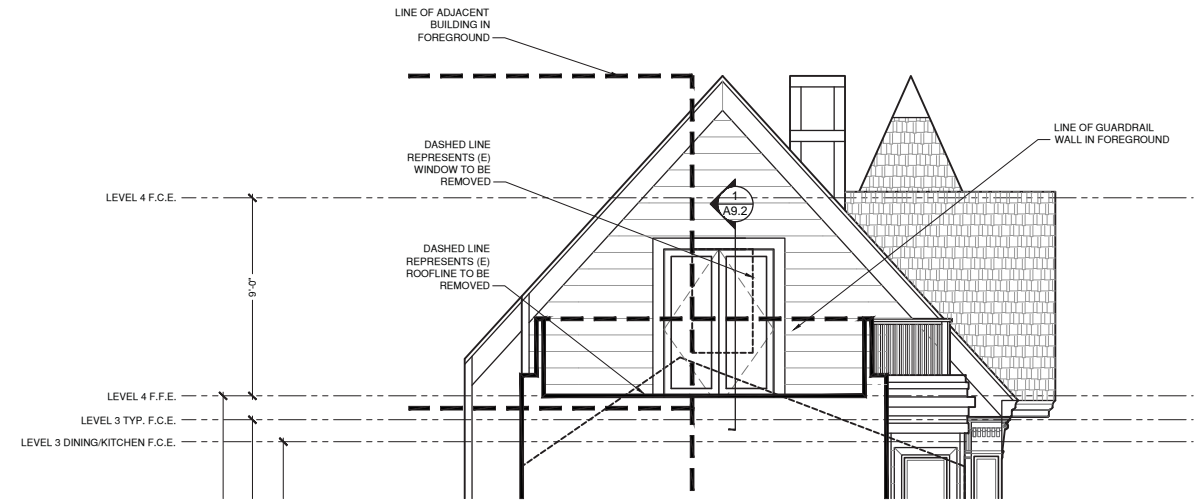 LINE OF ADJACENT
BUILDING IN
FOREGROUND
LINE OF GUARDRAIL
WALL IN FOREGROUND
DASHED LINE
REPRESENTS (E)
WINDOW TO BE
REMOVED
LEVEL 4 F.C.E.
1
A9.2
DASHED LINE
REPRESENTS (E)
ROOFLINE TO BE
REMOVED
9'-0"
LEVEL 4 F.F.E.
LEVEL 3 TYP. F.C.E.
LEVEL 3 DINING/KITCHEN F.C.E.